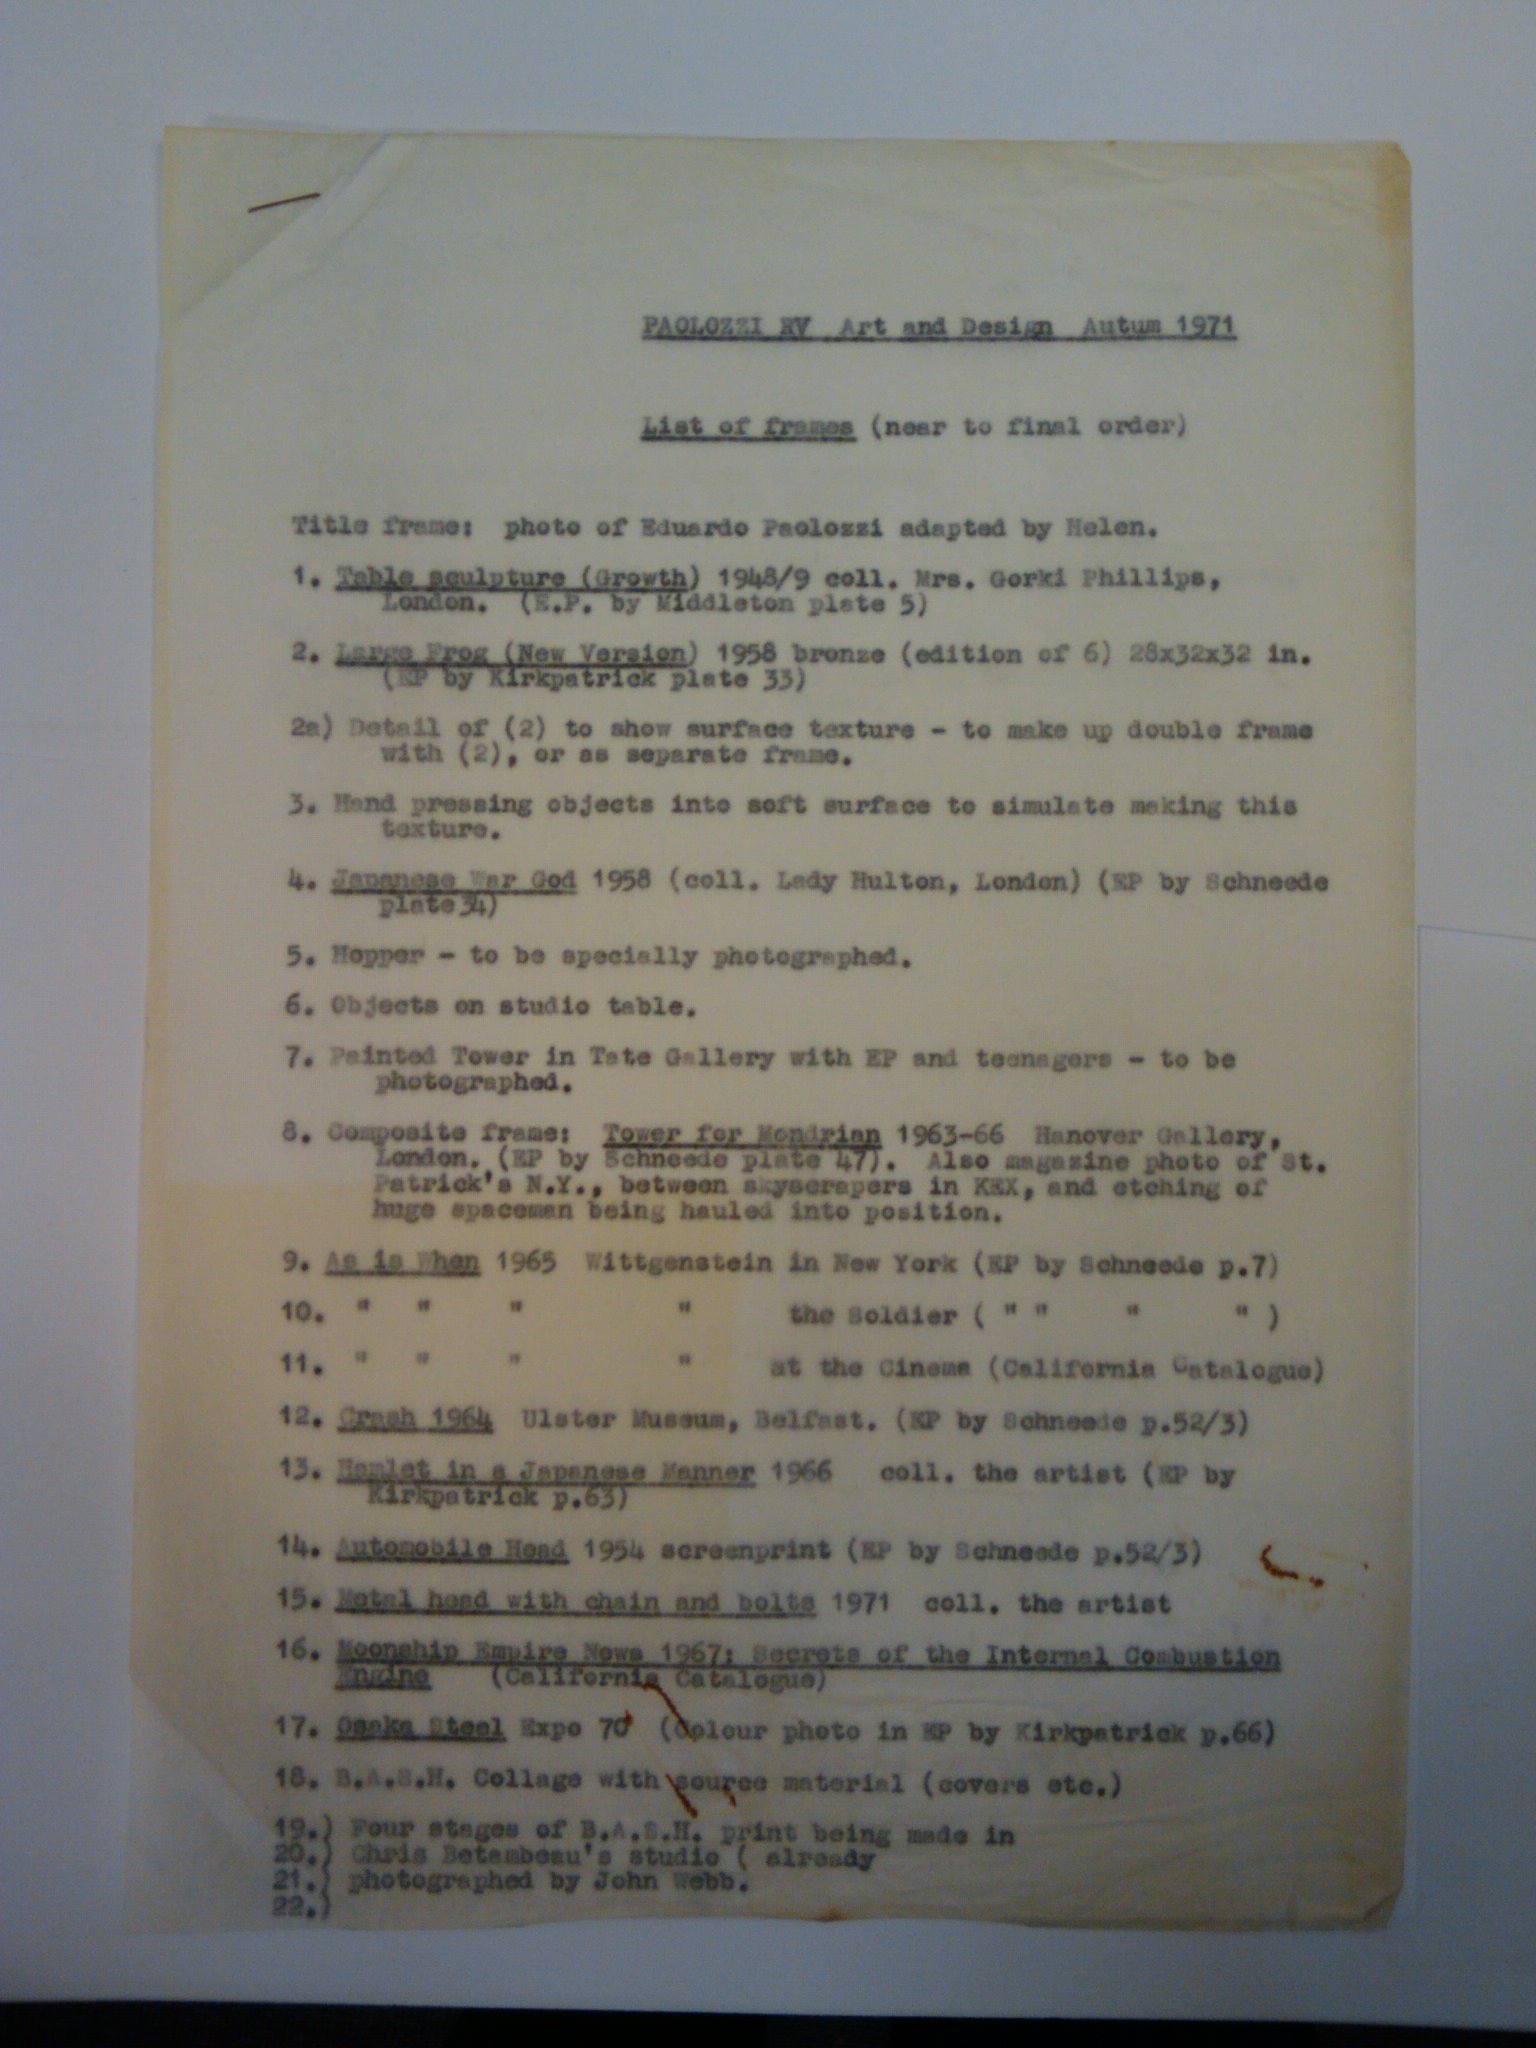 PAOLOZZI RV Art and Design Autum 1971
List of frames (near to final order)
Title frame: photo of Eduardo Paolozzi adapted by Helen.
1. Table sculpture (Growth) 1948/9 coll. Mrs. Gorki Phillips,
London. (E.P. by Middleton plate 5)
2. Large Frog (New Version) 1958 bronze (edition of 6) 28x32x32 in.
(EP by Kirkpatrick plate 33)
2a) Detail of (2) to show surface texture - to make up double frame
with (2), or as separate frame.
3. Hand pressing objects into soft surface to simulate making this
texture.
4. Japanese War God 1958 (coll. Lady Hulton, London) (EP by Schneede
plate 34)
5. Hopper - to be specially photographed.
6. Objects on studio table.
7. Painted Tower in Tate Gallery with EP and teenagers - to be
photographed.
8. Composite frame: Tower for Mondrian 1963-66 Hanover Gallery,
London. (EP by Schneede plate 47). Also magazine photo of St.
Patrick's N.Y., between skyscrapers in KEX, and etching of
huge spaceman being hauled into position.
9. As is When 1965 Wittgenstein in New York (EP by Schneede p.7)
10. " " " " the Soldier ( " " " " )
11. " " " " at the Cinema (California Catalogue)
12. Crash 1964 Ulster Museum, Belfast. (EP by Schneede p.52/3)
13. Hamlet in a Japanese Manner 1966 coll. the artist (EP by
Kirkpatrick p.63)
14. Automobile Head 1954 screenprint (EP by Schneede p.52/3)
15. Metal head with chain and bolts 1971 coll. the artist
16. Moonship Empire News 1967: Secrets of the Internal Combustion
Engine (California Catalogue)
17. Osaka Steel Expo 70 (Colour photo in EP by Kirkpatrick p.66)
18. B.A.S.H. Collage with source material (covers etc.)
19.) Four stages of B.A.S.H. print being made in
20.) Chris Betambeau's studio ( already
21.) photographed by John Webb.
22.)